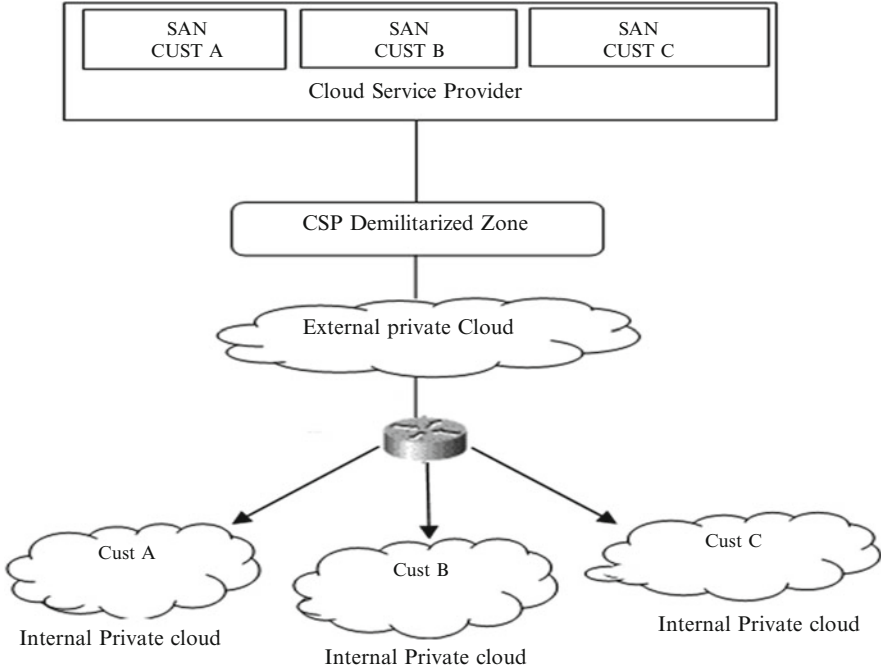 SAN
CUST A
SAN
CUST B
SAN
CUST C
Cloud Service Provider
CSP Demilitarized Zone
External private Cloud
Cust A
Cust B
Cust C
Internal Private cloud
Internal Private cloud
Internal Private cloud